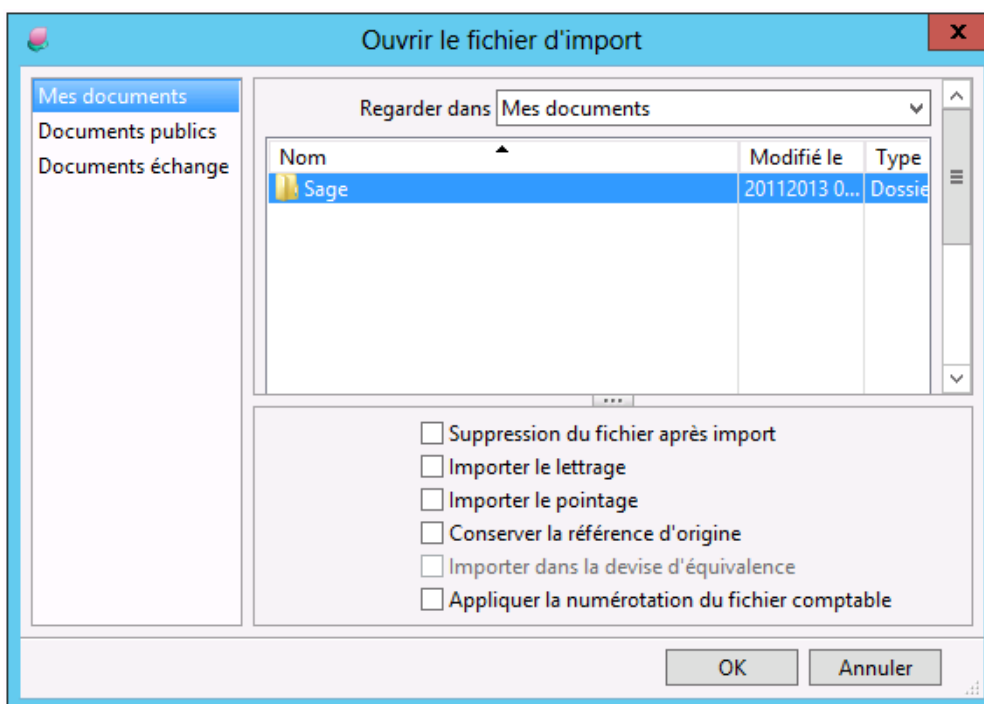 Ouvrir le fichier d'import
x
Mes documents
Documents publics
Documents échange
Regarder dans Mes documents
Nom Modifié le Type
Sage 20112013 0... Dossie
Suppression du fichier après import
Importer le lettrage
Importer le pointage
Conserver la référence d'origine
Importer dans la devise d'équivalence
Appliquer la numérotation du fichier comptable
OK Annuler